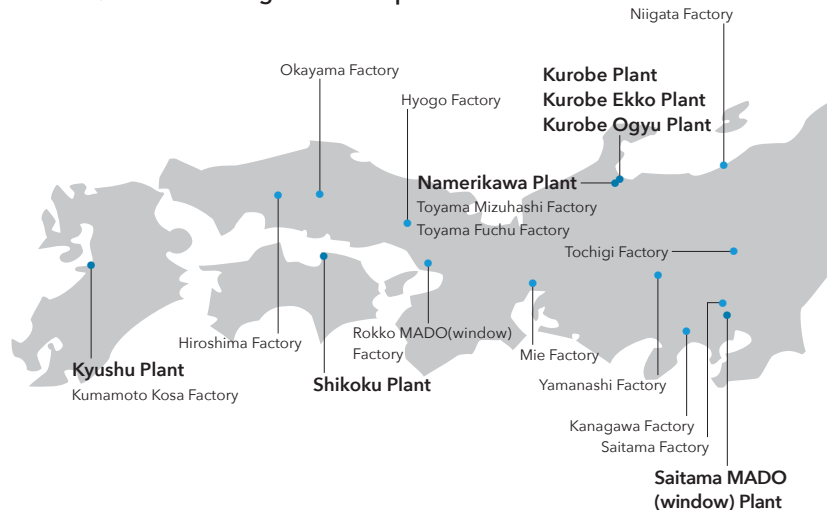 Niigata Factory
Okayama Factory
Kurobe Plant
Kurobe Ekko Plant
Kurobe Ogyu Plant
Hyogo Factory
Namerikawa Plant
Toyama Mizuhashi Factory
Toyama Fuchu Factory
Tochigi Factory
Hiroshima Factory
Rokko MADO(window)
Factory
Mie Factory
Kyushu Plant
Kumamoto Kosa Factory
Shikoku Plant
Yamanashi Factory
Kanagawa Factory
Saitama Factory
Saitama MADO
(window) Plant